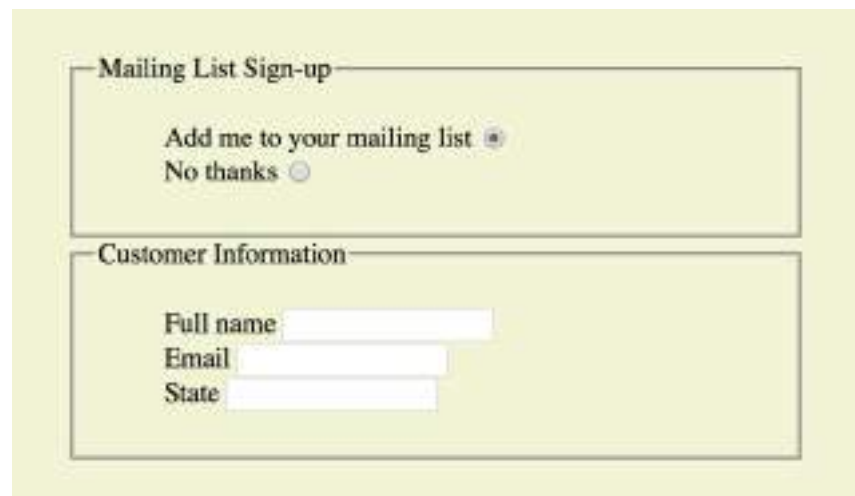 Mailing List Sign-up
Add me to your mailing list
No thanks
Customer Information
Full name
Email
State